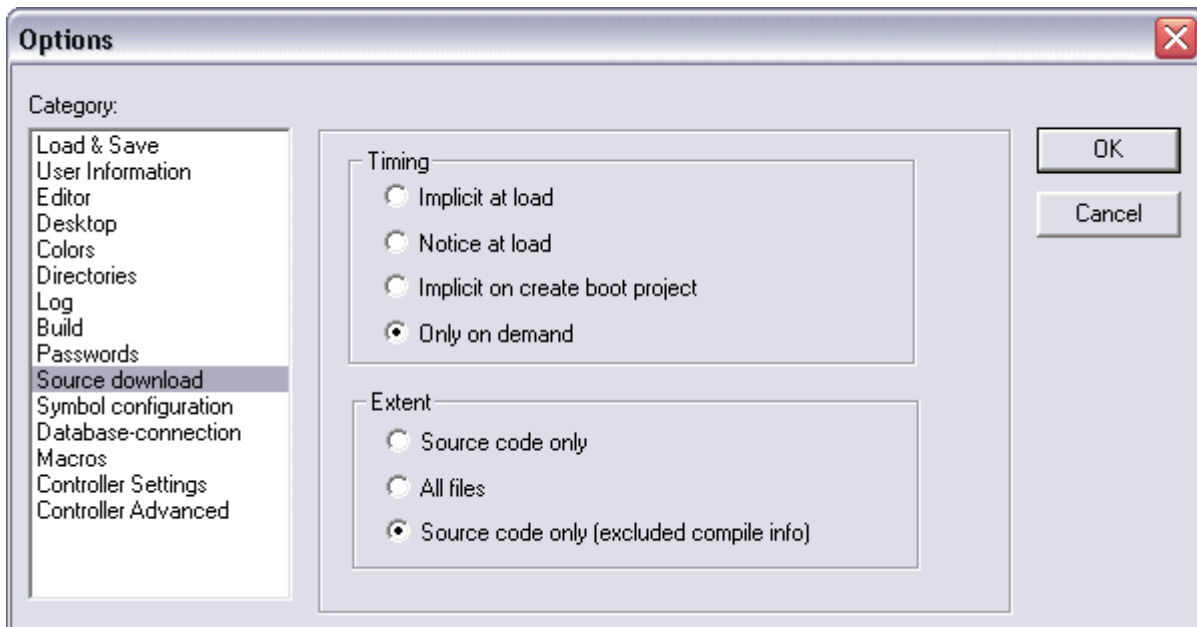 Options
Category:
Load & Save
User Information
Editor
Desktop
Colors
Directories
Log
Build
Passwords
Source download
Symbol configuration
Database-connection
Macros
Controller Settings
Controller Advanced
Timing
Implicit at load
Notice at load
Implicit on create boot project
Only on demand
Extent
Source code only
All files
Source code only (excluded compile info)
OK
Cancel